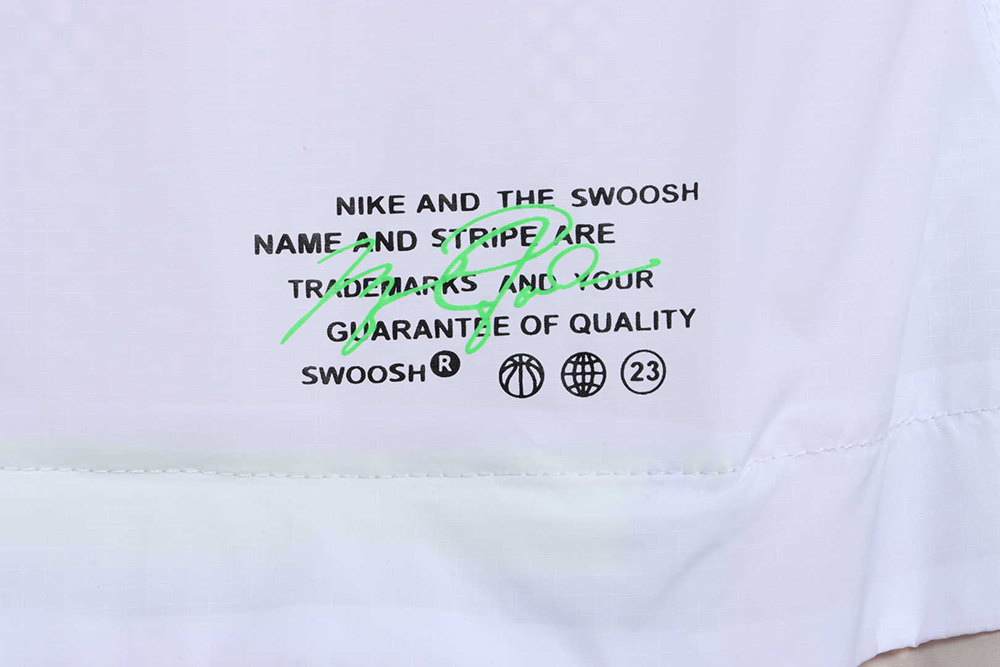 NIKE AND THE SWOOSH
NAME AND STRIPE ARE
TRADEMARKS AND YOUR
GUARANTEE OF QUALITY
SWOOSH® 23